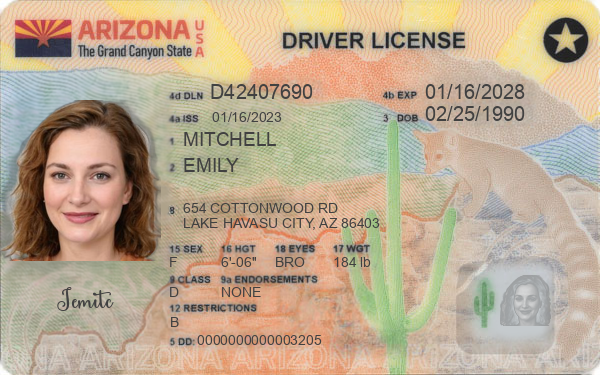 ARIZONA USA
The Grand Canyon State
DRIVER LICENSE
4d DLN D42407690 4b EXP 01/16/2028
4a ISS 01/16/2023 3 DOB 02/25/1990
1 MITCHELL
2 EMILY
8 654 COTTONWOOD RD
LAKE HAVASU CITY, AZ 86403
15 SEX 16 HGT 18 EYES 17 WGT
F 6'-06" BRO 184 lb
9 CLASS 9a ENDORSEMENTS
D NONE
12 RESTRICTIONS
B
Jemite
5 DD: 0000000000003205
ARIZONA ARIZONA ARIZONA ARIZONA